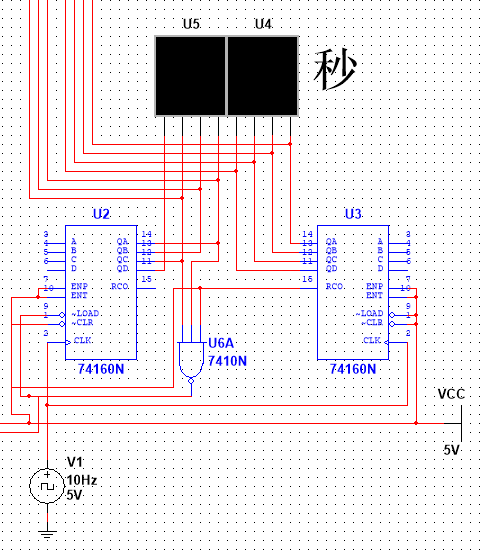 U5 U4
秒
U2 U3
3 A QA 14 14 QA A 3
4 B QB 13 13 QB B 4
5 C QC 12 12 QC C 5
6 D QD 11 11 QD D 6
7 ENP RCO 15 15 RCO ENP 7
10 ENT ENT 10
9 ~LOAD ~LOAD 9
1 ~CLR ~CLR 1
2 CLK CLK 2
U6A
7410N
74160N 74160N
VCC
5V
V1
10Hz
5V